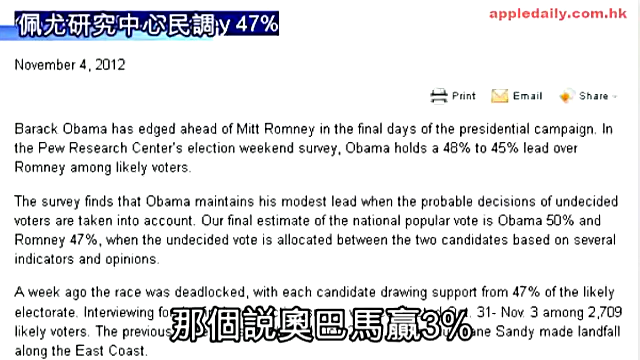 佩尤研究中心民調y 47%
appledaily.com.hk
November 4, 2012
Print Email Share
Barack Obama has edged ahead of Mitt Romney in the final days of the presidential campaign. In
the Pew Research Center's election weekend survey, Obama holds a 48% to 45% lead over
Romney among likely voters.
The survey finds that Obama maintains his modest lead when the probable decisions of undecided
voters are taken into account. Our final estimate of the national popular vote is Obama 50% and
Romney 47%, when the undecided vote is allocated between the two candidates based on several
indicators and opinions.
A week ago the race was deadlocked, with each candidate drawing support from 47% of the likely
electorate. Interviewing for 31- Nov. 3 among 2,709
likely voters. The previous Sandy made landfall
那個説奧巴馬贏3%
along the East Coast.